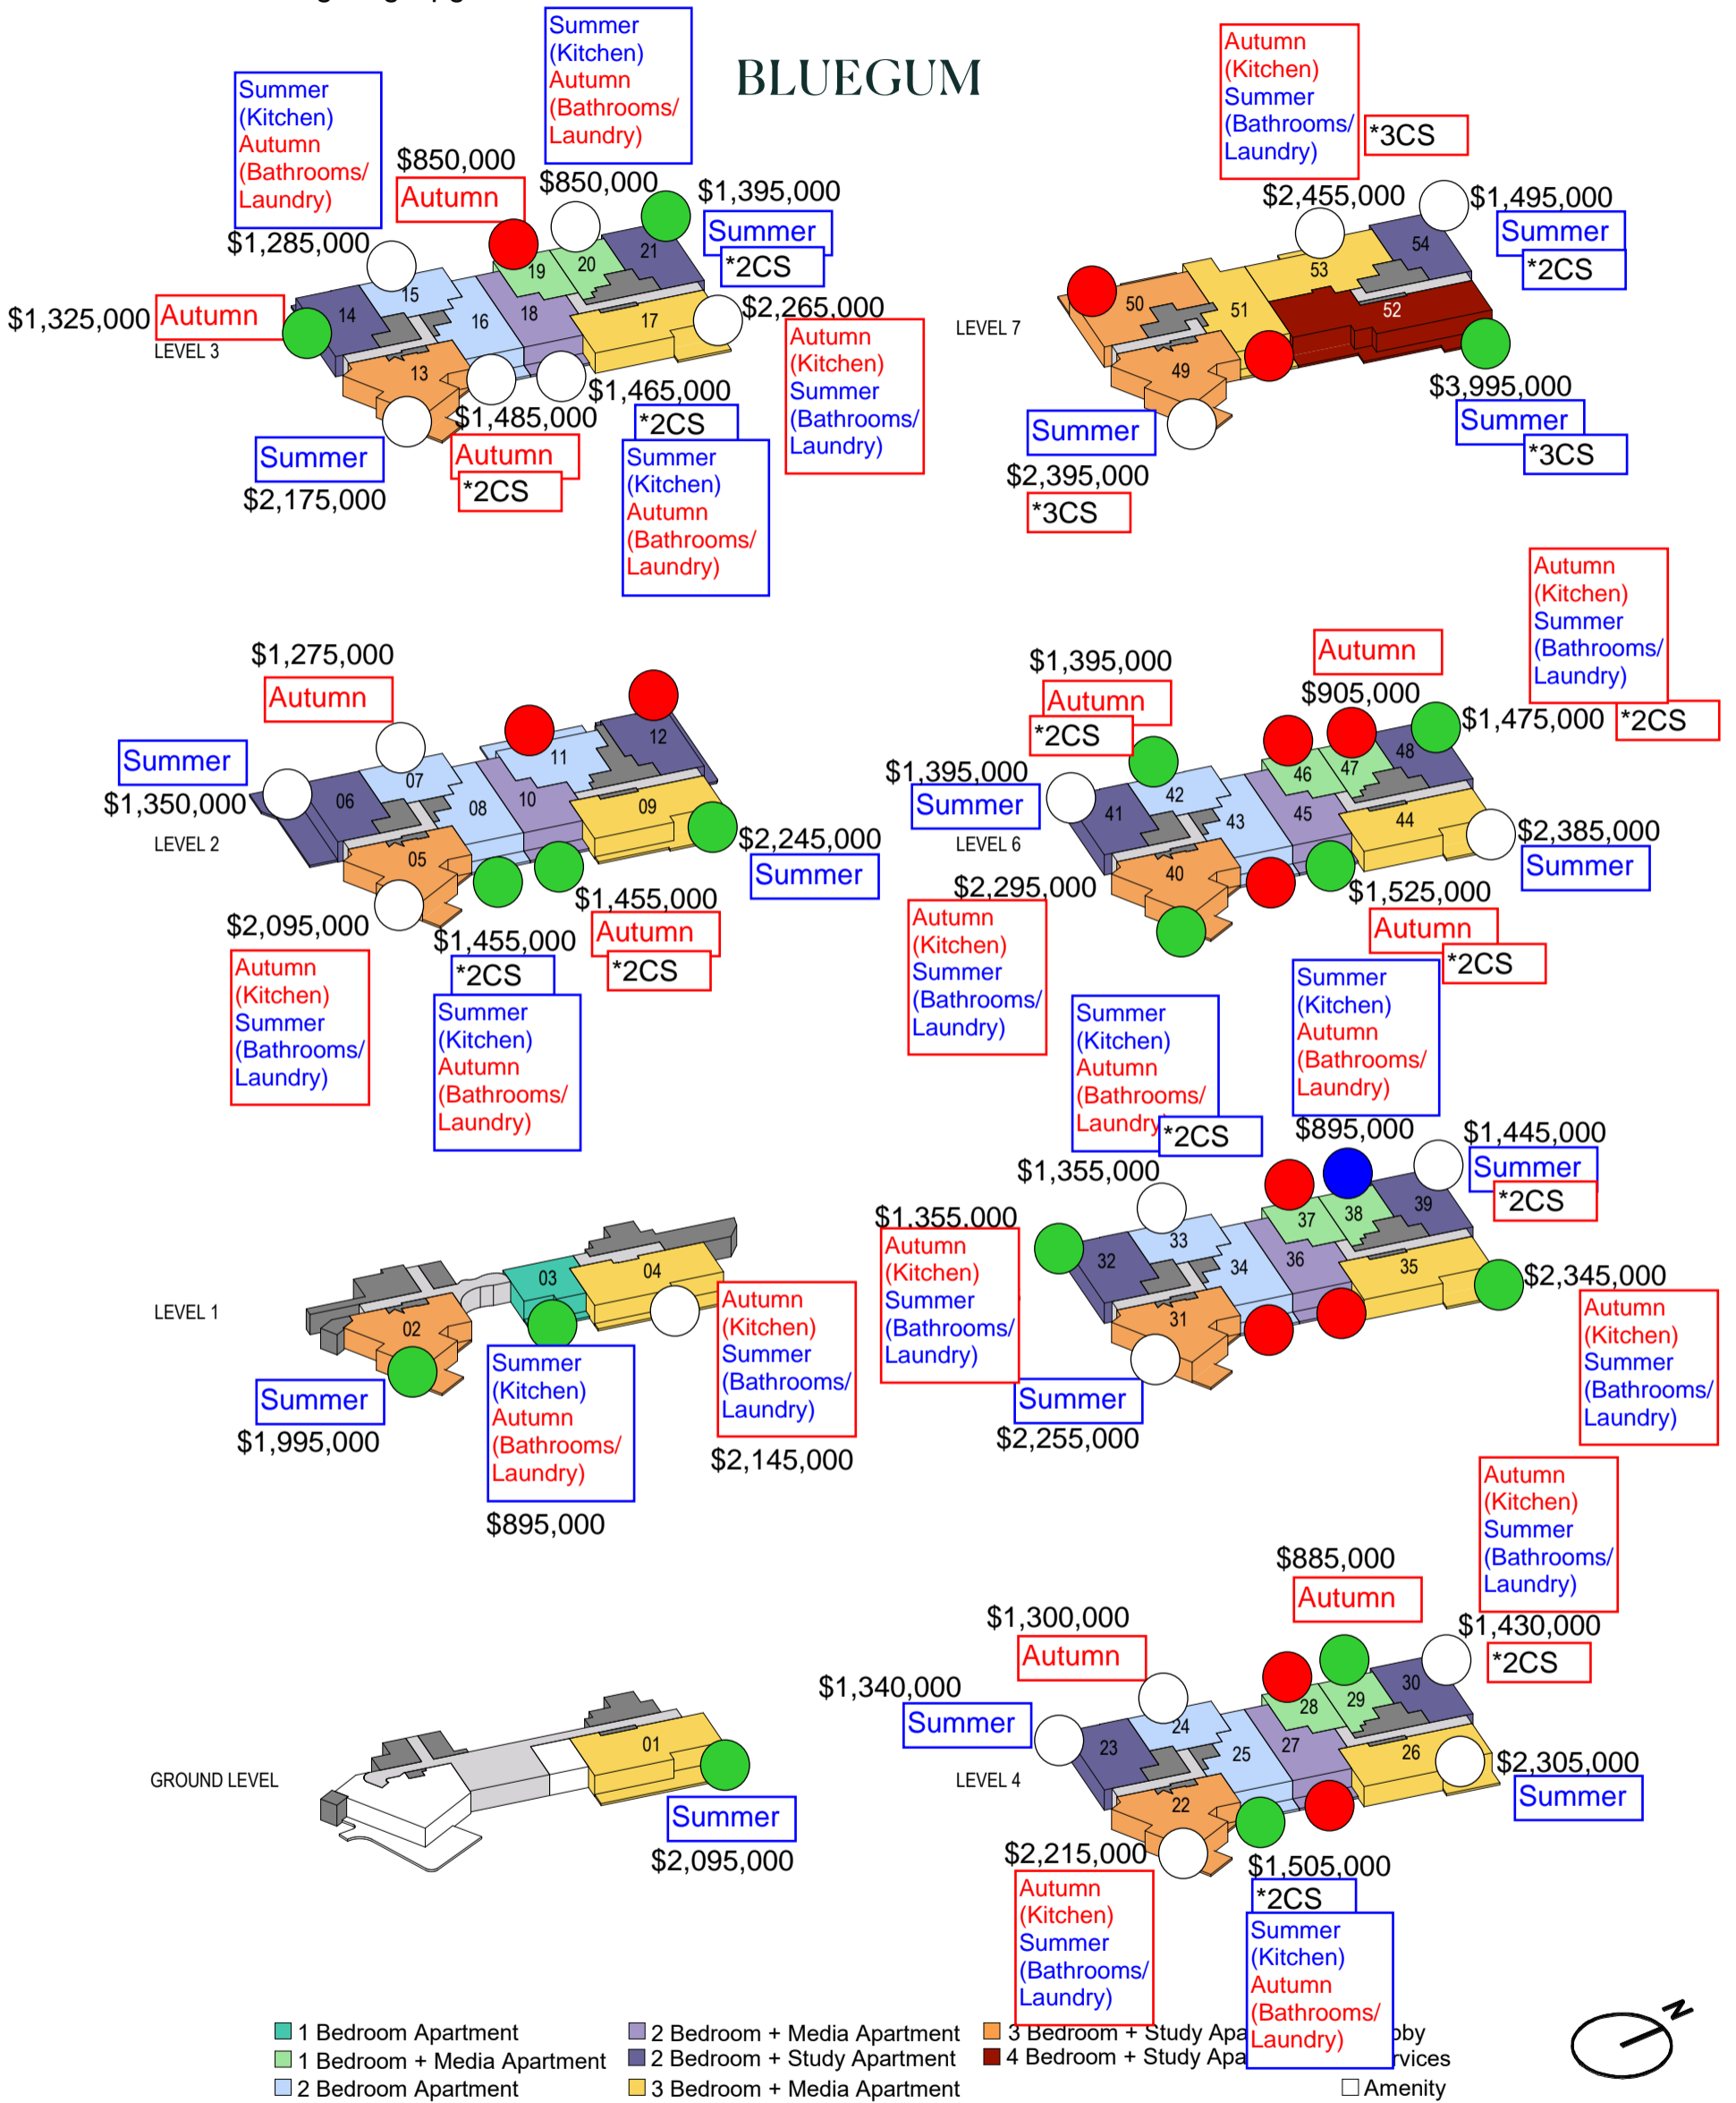 BLUEGUM
Summer
(Kitchen)
Autumn
(Bathrooms/
Laundry)
$1,285,000
$850,000
Autumn
Summer
(Kitchen)
Autumn
(Bathrooms/
Laundry)
$850,000
$1,395,000
Summer
*2CS
$1,325,000
Autumn
LEVEL 3
14
15
16
18
19
20
21
17
13
$2,265,000
Autumn
(Kitchen)
Summer
(Bathrooms/
Laundry)
Summer
$2,175,000
$1,485,000
Autumn
*2CS
$1,465,000
*2CS
Summer
(Kitchen)
Autumn
(Bathrooms/
Laundry)
Autumn
(Kitchen)
Summer
(Bathrooms/
Laundry)
*3CS
$2,455,000
$1,495,000
Summer
*2CS
LEVEL 7
50
51
53
54
52
49
Summer
$2,395,000
*3CS
$3,995,000
Summer
*3CS
$1,275,000
Autumn
Summer
$1,350,000
LEVEL 2
06
07
08
10
11
12
09
05
$2,245,000
Summer
$2,095,000
Autumn
(Kitchen)
Summer
(Bathrooms/
Laundry)
$1,455,000
*2CS
Summer
(Kitchen)
Autumn
(Bathrooms/
Laundry)
$1,455,000
Autumn
*2CS
$1,395,000
Autumn
*2CS
Autumn
$905,000
Autumn
(Kitchen)
Summer
(Bathrooms/
Laundry)
$1,475,000
*2CS
$1,395,000
Summer
LEVEL 6
41
42
43
45
46
47
48
44
40
$2,385,000
Summer
$2,295,000
Autumn
(Kitchen)
Summer
(Bathrooms/
Laundry)
$1,525,000
Autumn
*2CS
Summer
(Kitchen)
Autumn
(Bathrooms/
Laundry)
*2CS
$1,355,000
Summer
(Kitchen)
Autumn
(Bathrooms/
Laundry)
$895,000
$1,445,000
Summer
*2CS
$1,355,000
Autumn
(Kitchen)
Summer
(Bathrooms/
Laundry)
32
33
34
36
37
38
39
35
31
$2,345,000
Autumn
(Kitchen)
Summer
(Bathrooms/
Laundry)
Summer
$2,255,000
LEVEL 1
02
03
04
Summer
$1,995,000
Summer
(Kitchen)
Autumn
(Bathrooms/
Laundry)
$895,000
Autumn
(Kitchen)
Summer
(Bathrooms/
Laundry)
$2,145,000
GROUND LEVEL
01
Summer
$2,095,000
$1,300,000
Autumn
$885,000
Autumn
Autumn
(Kitchen)
Summer
(Bathrooms/
Laundry)
$1,430,000
*2CS
$1,340,000
Summer
LEVEL 4
23
24
25
27
28
29
30
26
22
$2,305,000
Summer
$2,215,000
Autumn
(Kitchen)
Summer
(Bathrooms/
Laundry)
$1,505,000
*2CS
Summer
(Kitchen)
Autumn
(Bathrooms/
Laundry)
1 Bedroom Apartment
1 Bedroom + Media Apartment
2 Bedroom Apartment
2 Bedroom + Media Apartment
2 Bedroom + Study Apartment
3 Bedroom + Media Apartment
3 Bedroom + Study Apa
4 Bedroom + Study Apa
Amenity
N